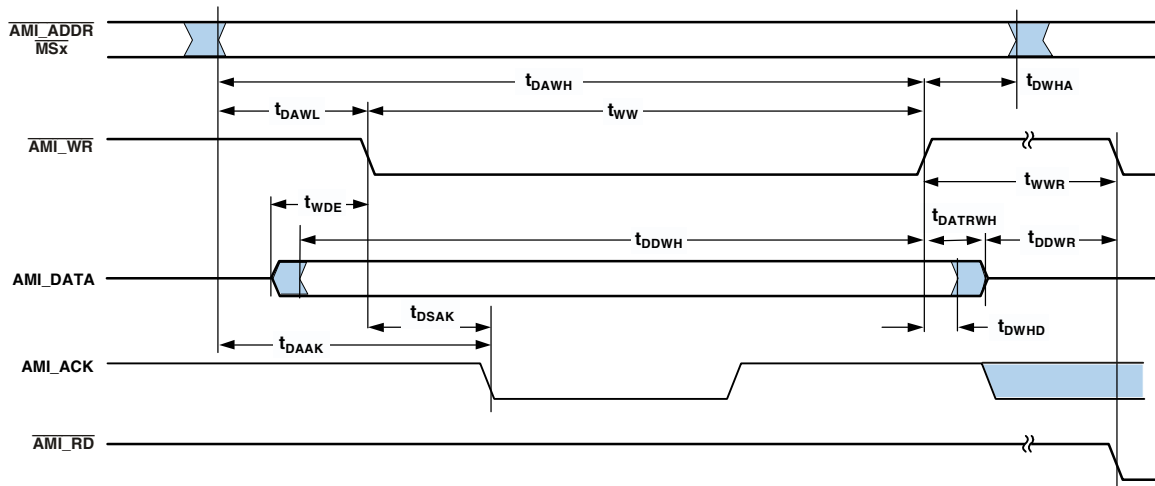 AMI_ADDR
MSx
tDAWH
tDWHA
tDAWL
tWW
AMI_WR
tWWR
tWDE
tDATRWH
tDDWH
tDDWR
AMI_DATA
tDSAK
tDWHD
tDAAK
AMI_ACK
AMI_RD